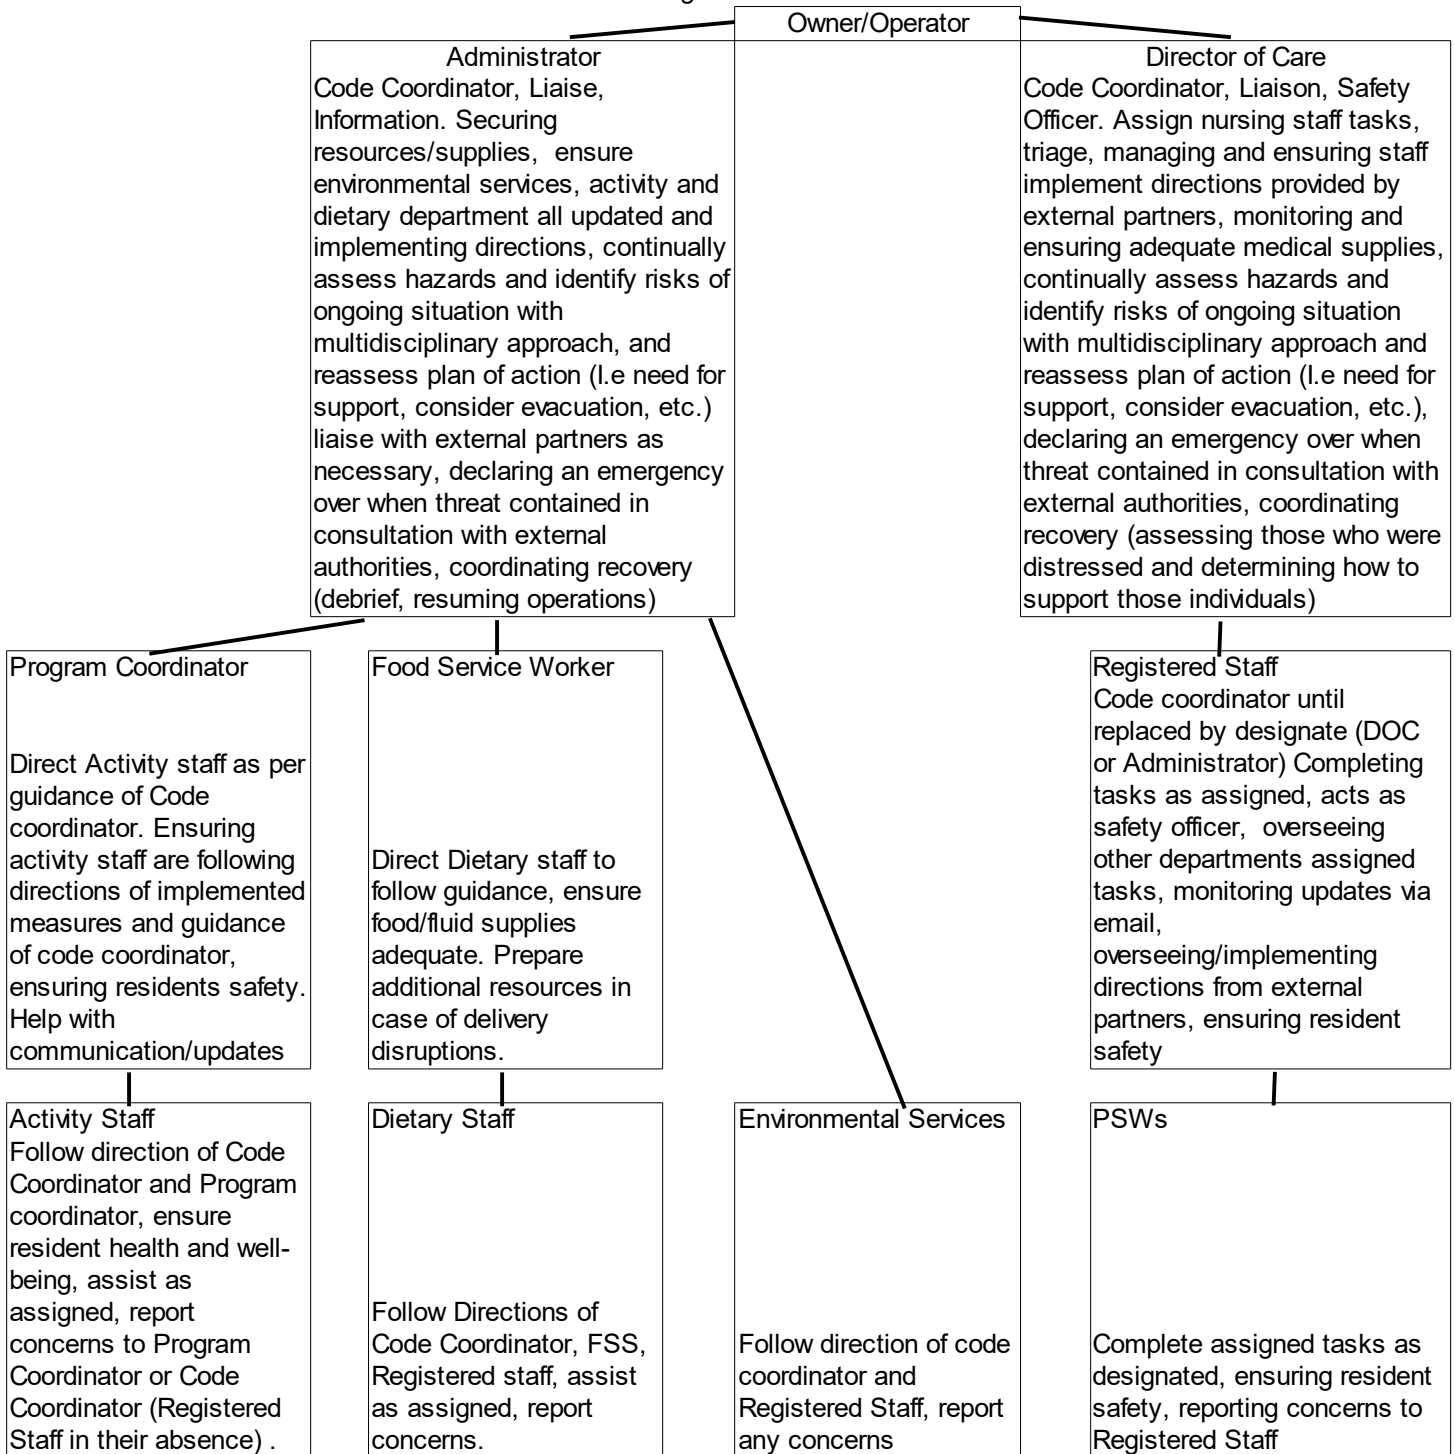 Owner/Operator
Administrator
Code Coordinator, Liaise,
Information. Securing
resources/supplies,  ensure
environmental services, activity and
dietary department all updated and
implementing directions, continually
assess hazards and identify risks of
ongoing situation with
multidisciplinary approach, and
reassess plan of action (I.e need for
support, consider evacuation, etc.)
liaise with external partners as
necessary, declaring an emergency
over when threat contained in
consultation with external
authorities, coordinating recovery
(debrief, resuming operations)
Director of Care
Code Coordinator, Liaison, Safety
Officer. Assign nursing staff tasks,
triage, managing and ensuring staff
implement directions provided by
external partners, monitoring and
ensuring adequate medical supplies,
continually assess hazards and
identify risks of ongoing situation
with multidisciplinary approach and
reassess plan of action (I.e need for
support, consider evacuation, etc.),
declaring an emergency over when
threat contained in consultation with
external authorities, coordinating
recovery (assessing those who were
distressed and determining how to
support those individuals)
Program Coordinator
Direct Activity staff as per
guidance of Code
coordinator. Ensuring
activity staff are following
directions of implemented
measures and guidance
of code coordinator,
ensuring residents safety.
Help with
communication/updates
Food Service Worker
Direct Dietary staff to
follow guidance, ensure
food/fluid supplies
adequate. Prepare
additional resources in
case of delivery
disruptions.
Registered Staff
Code coordinator until
replaced by designate (DOC
or Administrator) Completing
tasks as assigned, acts as
safety officer,  overseeing
other departments assigned
tasks, monitoring updates via
email,
overseeing/implementing
directions from external
partners, ensuring resident
safety
Activity Staff
Follow direction of Code
Coordinator and Program
coordinator, ensure
resident health and well-
being, assist as
assigned, report
concerns to Program
Coordinator or Code
Coordinator (Registered
Staff in their absence) .
Dietary Staff
Follow Directions of
Code Coordinator, FSS,
Registered staff, assist
as assigned, report
concerns.
Environmental Services
Follow direction of code
coordinator and
Registered Staff, report
any concerns
PSWs
Complete assigned tasks as
designated, ensuring resident
safety, reporting concerns to
Registered Staff